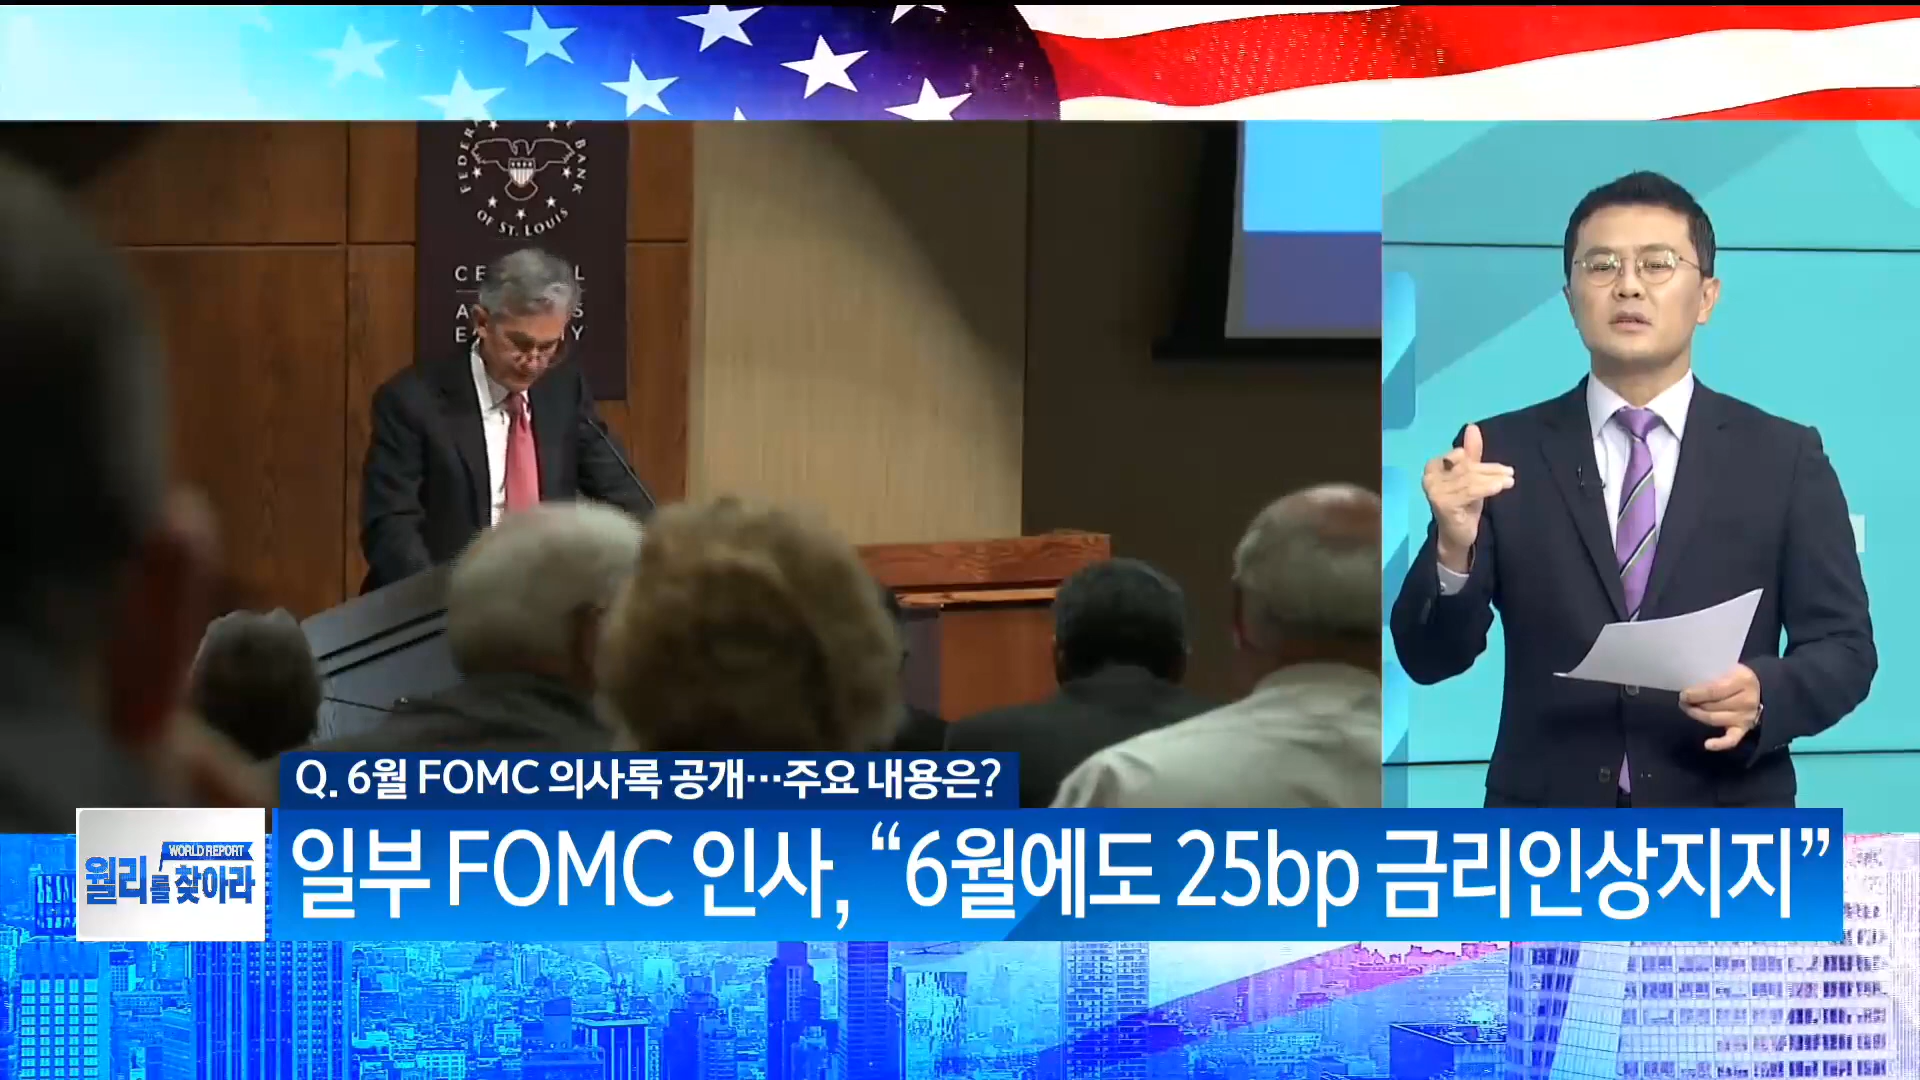 FEDER BANK
OF ST. LOUIS
CE L
A S
E Y
Q. 6월 FOMC 의사록 공개…주요 내용은?
WORLD REPORT
월리를 찾아라
일부 FOMC 인사, “6월에도 25bp 금리인상지지”